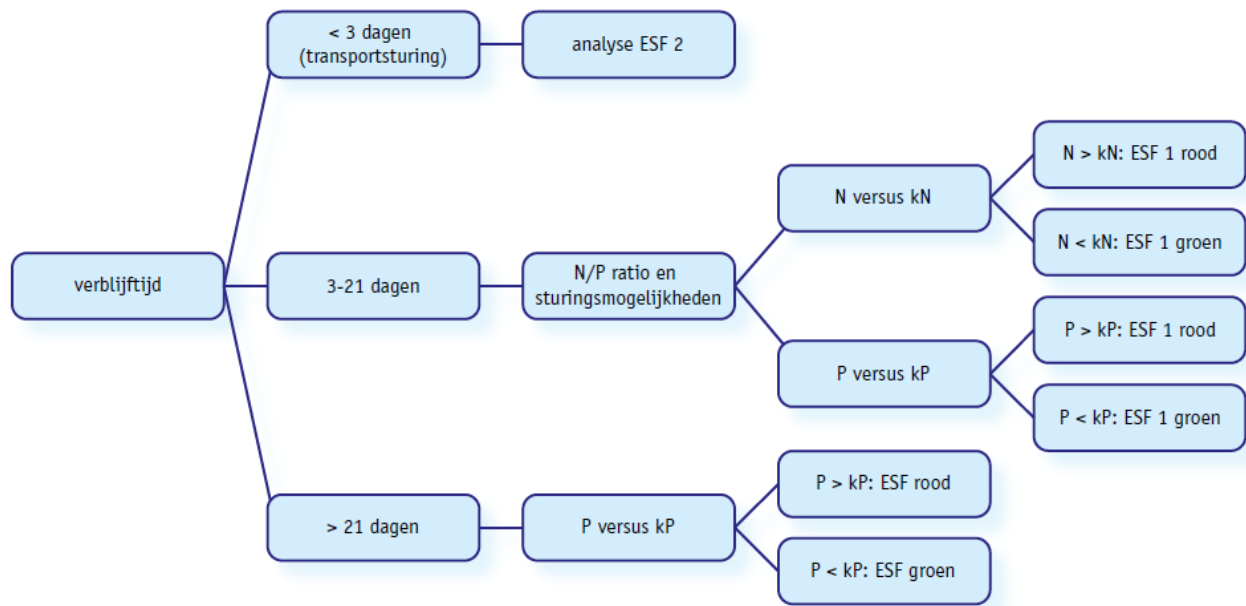 < 3 dagen
(transportsturing)
analyse ESF 2
N > kN: ESF 1 rood
N versus kN
N < kN: ESF 1 groen
verblijftijd
3-21 dagen
N/P ratio en
sturingsmogelijkheden
P > kP: ESF 1 rood
P versus kP
P < kP: ESF 1 groen
P > kP: ESF rood
> 21 dagen
P versus kP
P < kP: ESF groen